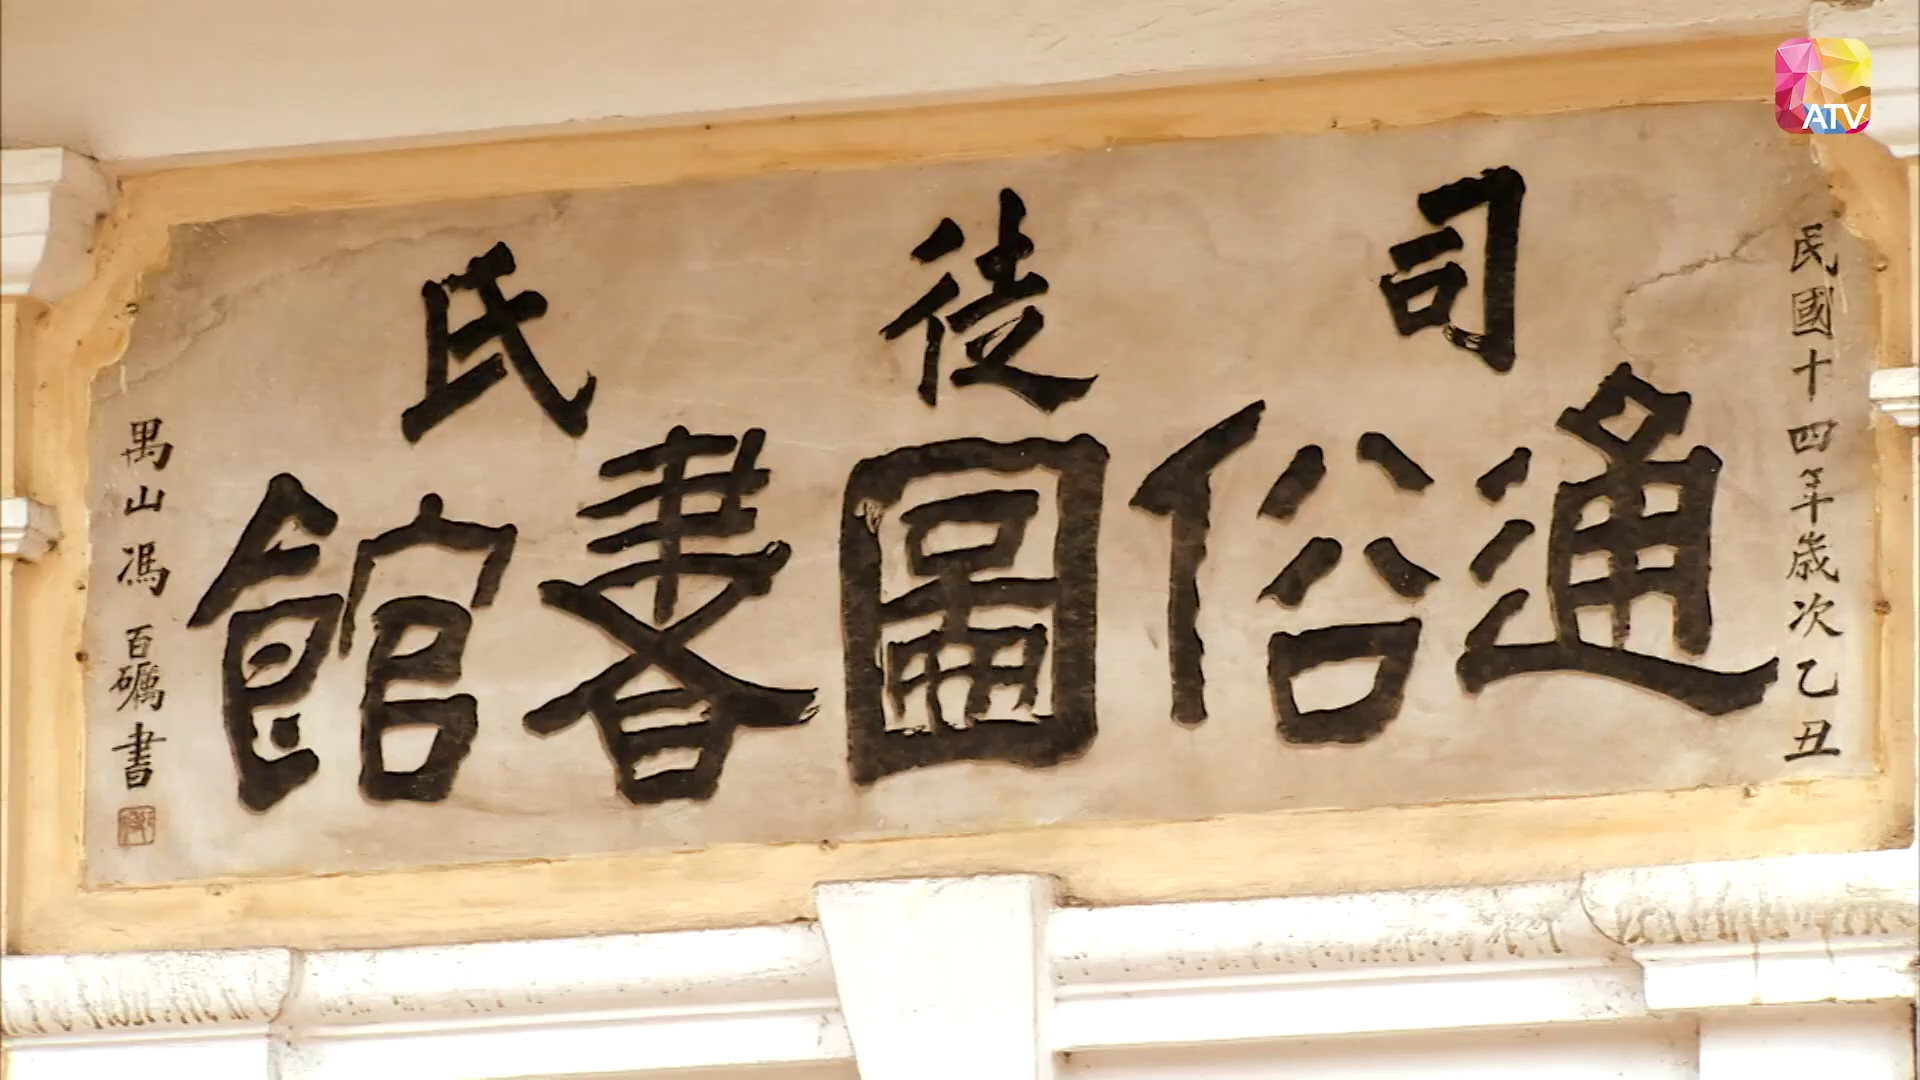 司徒氏
通俗圖書館
民國十四年歲次乙丑
禺山馮百礪書
ATV